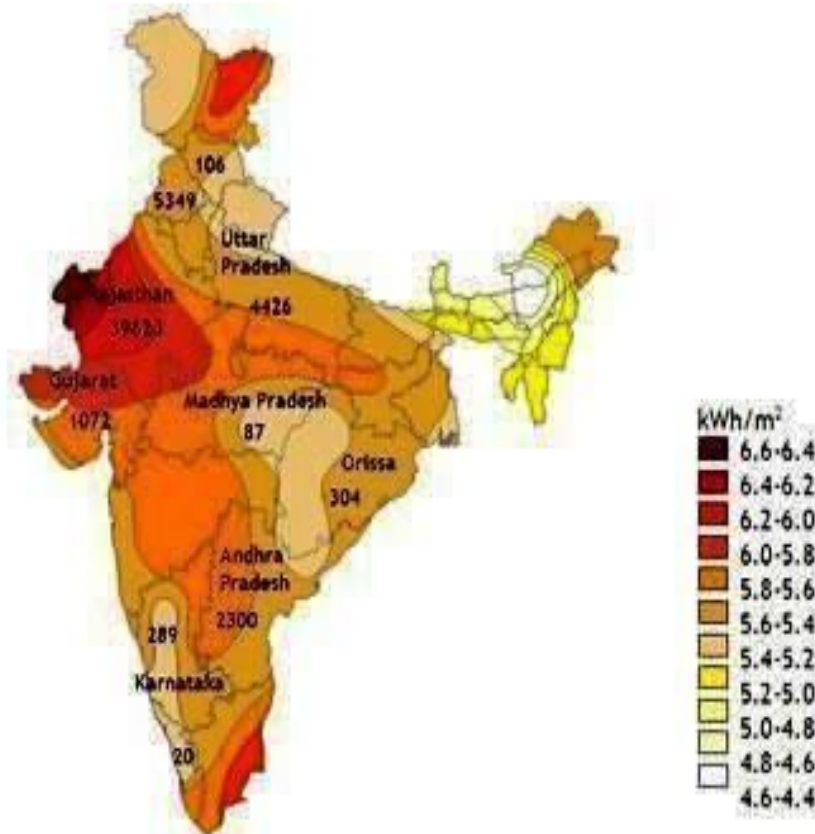 106
5349
Uttar
Pradesh
4426
Rajasthan
Gujarat
1072
Madhya Pradesh
87
Orissa
304
Andhra
Pradesh
2300
289
Karnataka
20
kWh/m²
6.6-6.4
6.4-6.2
6.2-6.0
6.0-5.8
5.8-5.6
5.6-5.4
5.4-5.2
5.2-5.0
5.0-4.8
4.8-4.6
4.6-4.4